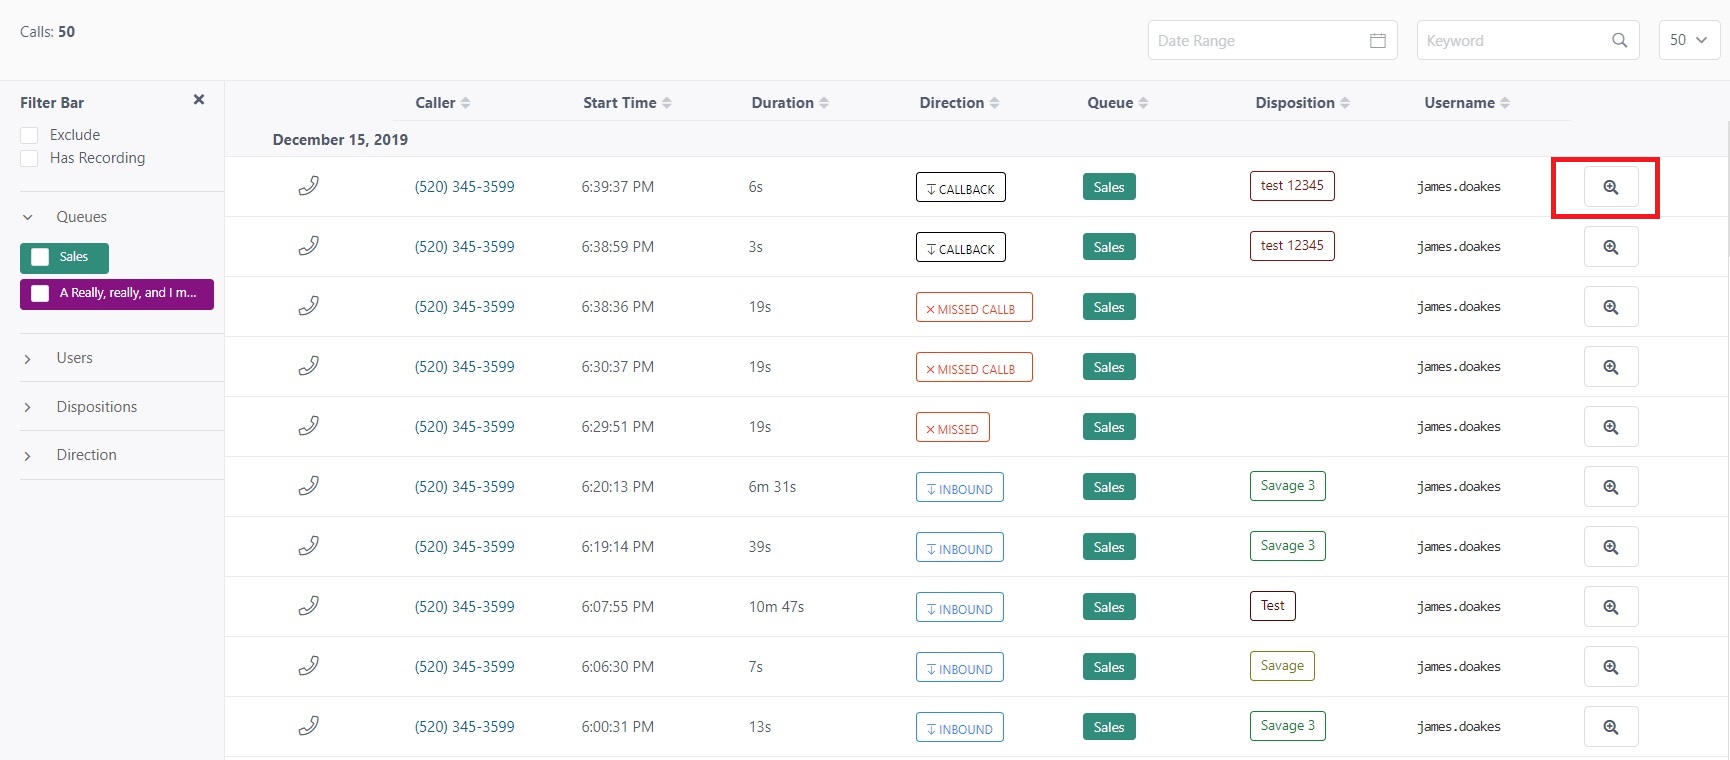 Calls: 50
Date Range
Keyword
50
Filter Bar
Exclude
Has Recording
Queues
Sales
A Really, really, and I m...
Users
Dispositions
Direction
Caller Start Time Duration Direction Queue Disposition Username
December 15, 2019
(520) 345-3599 6:39:37 PM 6s CALLBACK Sales test 12345 james.doakes
(520) 345-3599 6:38:59 PM 3s CALLBACK Sales test 12345 james.doakes
(520) 345-3599 6:38:36 PM 19s MISSED CALLB Sales james.doakes
(520) 345-3599 6:30:37 PM 19s MISSED CALLB Sales james.doakes
(520) 345-3599 6:29:51 PM 19s MISSED Sales james.doakes
(520) 345-3599 6:20:13 PM 6m 31s INBOUND Sales Savage 3 james.doakes
(520) 345-3599 6:19:14 PM 39s INBOUND Sales Savage 3 james.doakes
(520) 345-3599 6:07:55 PM 10m 47s INBOUND Sales Test james.doakes
(520) 345-3599 6:06:30 PM 7s INBOUND Sales Savage james.doakes
(520) 345-3599 6:00:31 PM 13s INBOUND Sales Savage 3 james.doakes